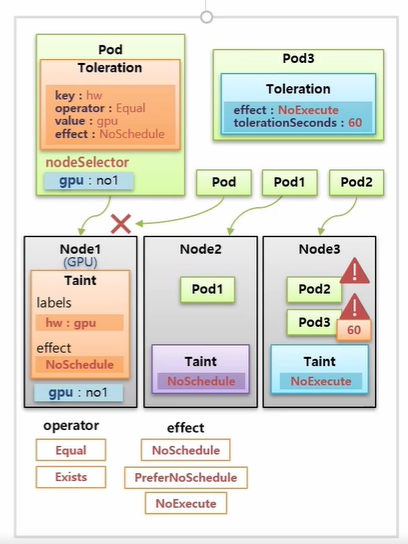 Pod
Toleration
key : hw
operator : Equal
value : gpu
effect : NoSchedule
nodeSelector
gpu : no1
Pod3
Toleration
effect : NoExecute
tolerationSeconds : 60
Pod
Pod1
Pod2
Node1
(GPU)
Taint
labels
hw : gpu
effect
NoSchedule
gpu : no1
Node2
Pod1
Taint
NoSchedule
Node3
Pod2
Pod3
60
Taint
NoExecute
operator
Equal
Exists
effect
NoSchedule
PreferNoSchedule
NoExecute